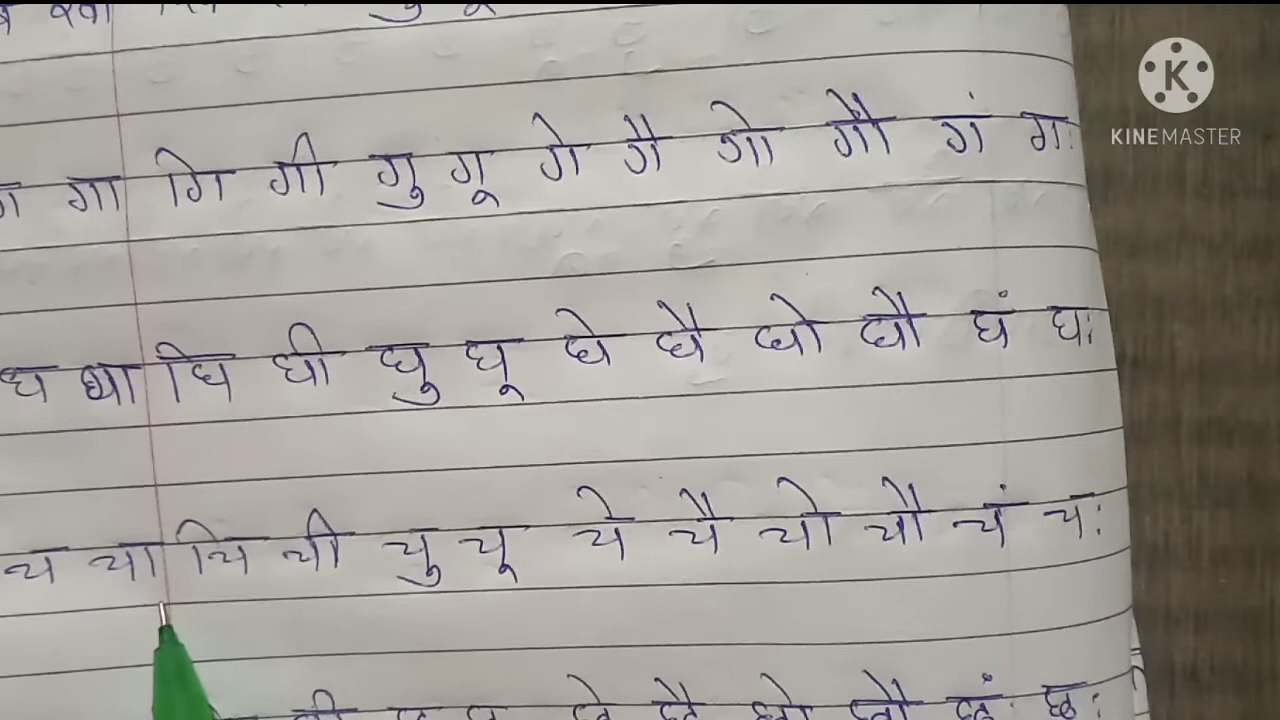 ग गा गि गी गु गू गे गै गो गौ गं गः
घ घा घि घी घु घू घे घै घो घौ घं घः
च चा चि ची चु चू चे चै चो चौ चं चः
छे छै छो छौ छं छः
KINEMASTER